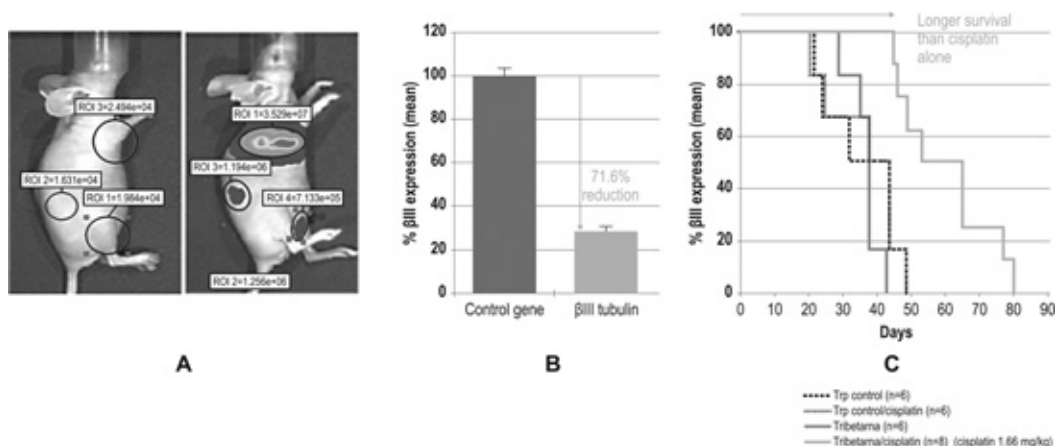 ROI 3=2.494e+04
ROI 2=1.631e+04
ROI 1=1.984e+04
ROI 1=3.529e+07
ROI 3=1.194e+06
ROI 4=7.133e+05
ROI 2=1.256e+06
A
% βIII expression (mean)
120
100
80
60
40
20
0
71.6%
reduction
Control gene
βIII tubulin
B
Longer survival
than cisplatin
alone
% βIII expression (mean)
100
80
60
40
20
0
0 10 20 30 40 50 60 70 80 90
Days
C
Trp control (n=6)
Trp control/cisplatin (n=6)
Tribetarna (n=6)
Tribetarna/cisplatin (n=8) (cisplatin 1.66 mg/kg)